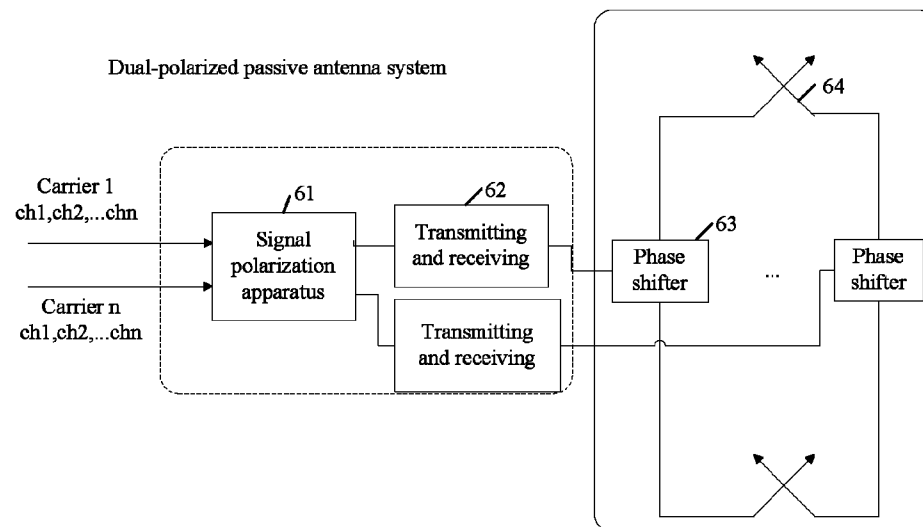 Dual-polarized passive antenna system
64
Carrier 1
ch1,ch2,...chn
61
62
Signal
polarization
apparatus
Transmitting
and receiving
63
Phase
shifter
...
Phase
shifter
Carrier n
ch1,ch2,...chn
Transmitting
and receiving